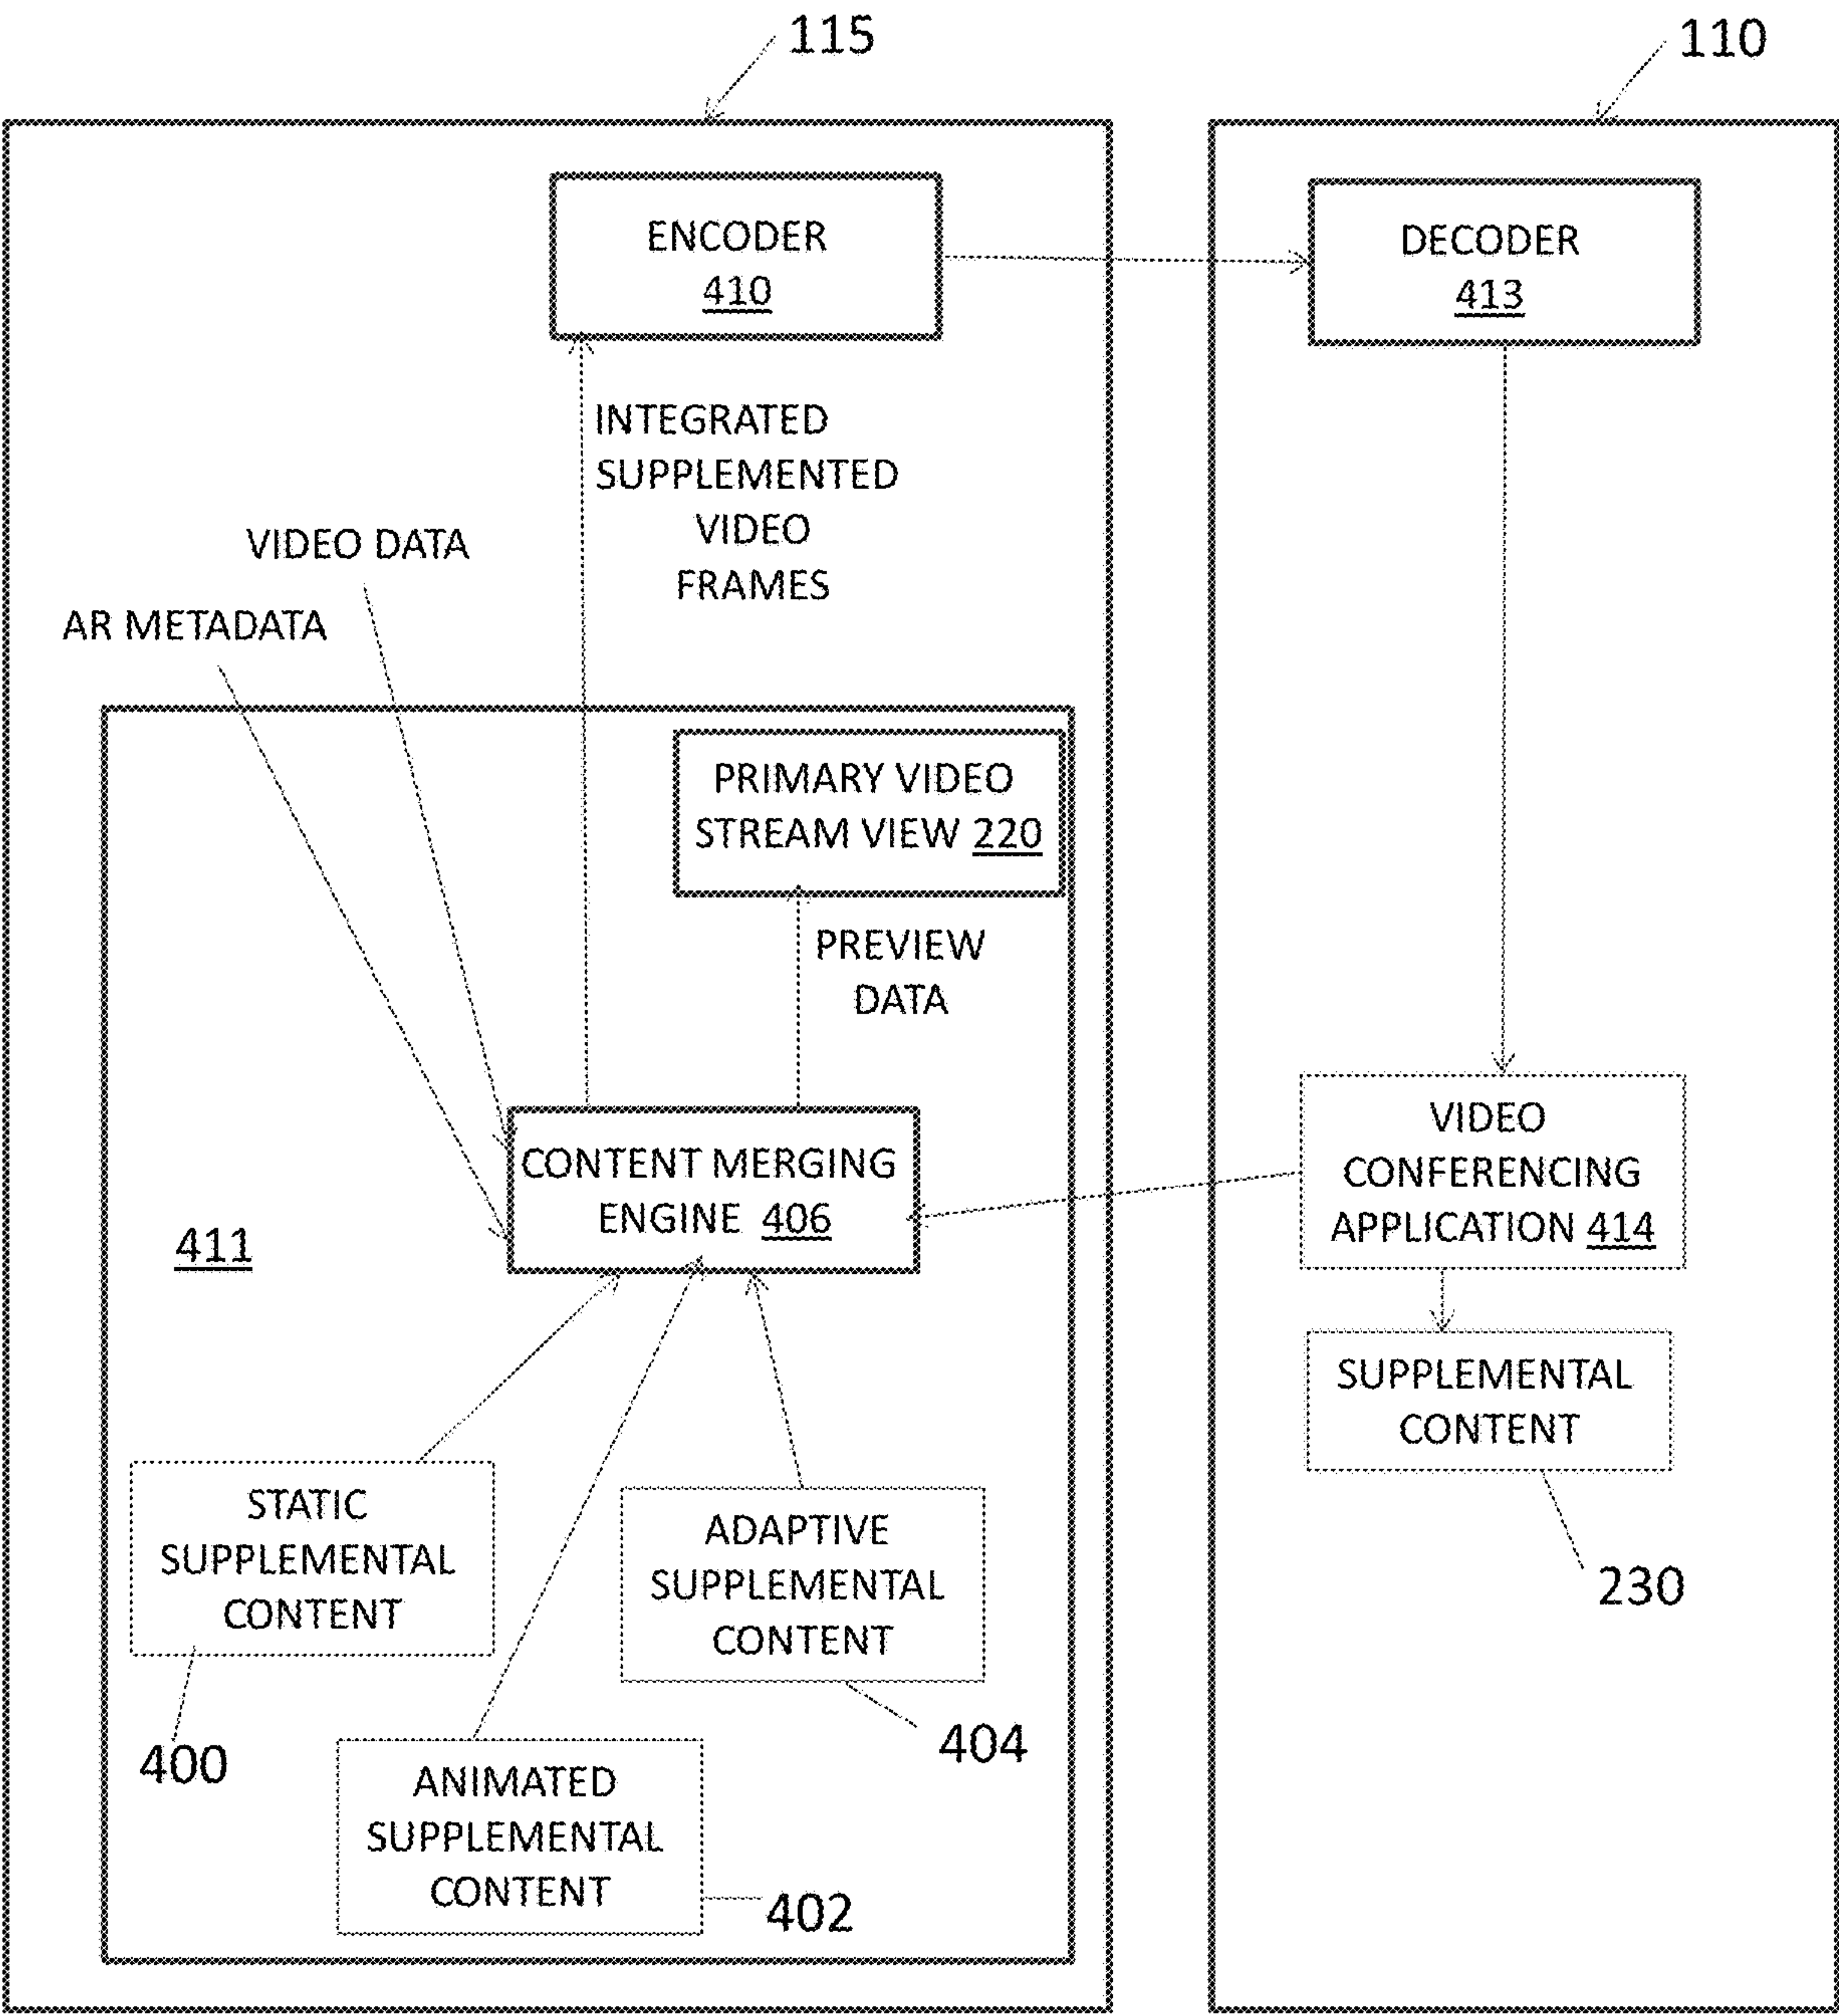 115
110
ENCODER
410
DECODER
413
INTEGRATED
SUPPLEMENTED
VIDEO
FRAMES
VIDEO DATA
AR METADATA
PRIMARY VIDEO
STREAM VIEW 220
PREVIEW
DATA
CONTENT MERGING
ENGINE 406
411
VIDEO
CONFERENCING
APPLICATION 414
SUPPLEMENTAL
CONTENT
230
STATIC
SUPPLEMENTAL
CONTENT
400
ADAPTIVE
SUPPLEMENTAL
CONTENT
404
ANIMATED
SUPPLEMENTAL
CONTENT
402